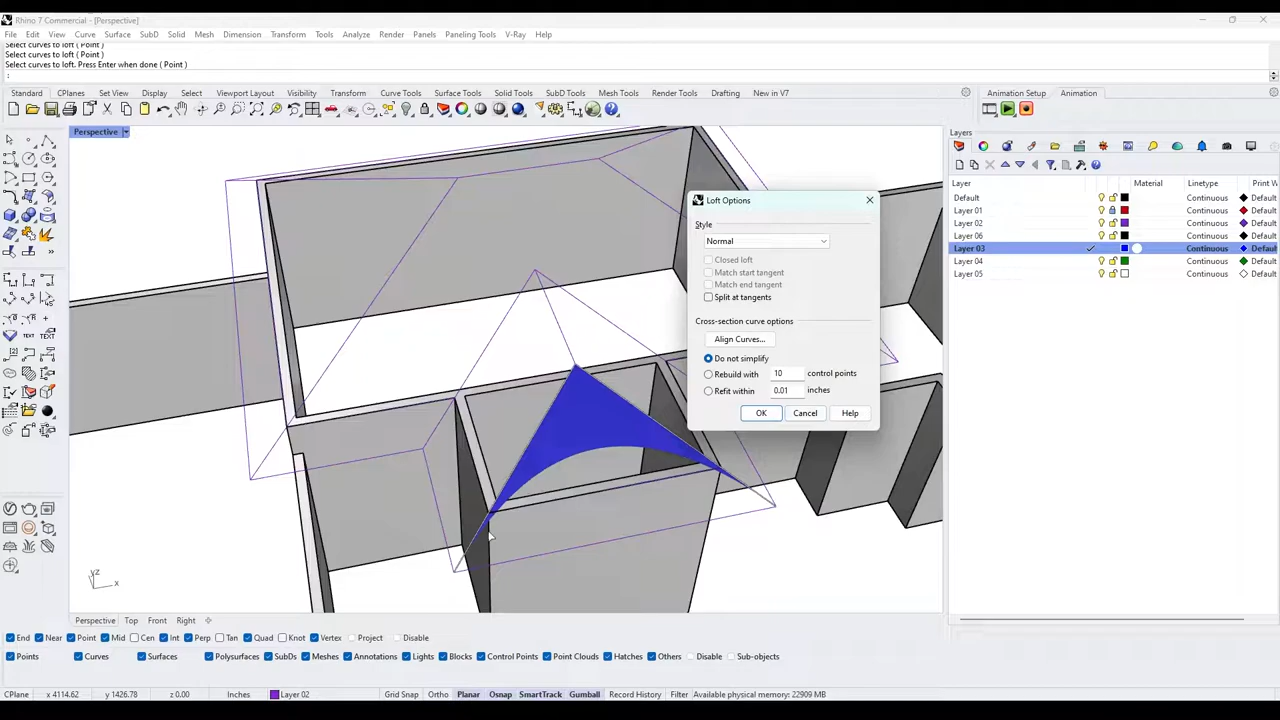 Rhino 7 Commercial - [Perspective]
File Edit View Curve Surface SubD Solid Mesh Dimension Transform Tools Analyze Render Panels Paneling Tools V-Ray Help
Select curves to loft ( Point )
Select curves to loft ( Point )
Select curves to loft. Press Enter when done ( Point )
:
Standard CPlanes Set View Display Select Viewport Layout Visibility Transform Curve Tools Surface Tools Solid Tools SubD Tools Mesh Tools Render Tools Drafting New in V7
Animation Setup Animation
Perspective
Layers
Layer Material Linetype Print W
Default Continuous Default
Layer 01 Continuous Default
Layer 02 Continuous Default
Layer 06 Continuous Default
Layer 03 Continuous Default
Layer 04 Continuous Default
Layer 05 Continuous Default
Loft Options
Style
Normal
Closed loft
Match start tangent
Match end tangent
Split at tangents
Cross-section curve options
Align Curves...
Do not simplify
Rebuild with 10 control points
Refit within 0.01 inches
OK Cancel Help
x
Perspective Top Front Right
End Near Point Mid Cen Int Perp Tan Quad Knot Vertex Project Disable
Points Curves Surfaces Polysurfaces SubDs Meshes Annotations Lights Blocks Control Points Point Clouds Hatches Others Disable Sub-objects
CPlane x 4114.62 y 1426.78 z 0.00 Inches Layer 02 Grid Snap Ortho Planar Osnap SmartTrack Gumball Record History Filter Available physical memory: 22909 MB